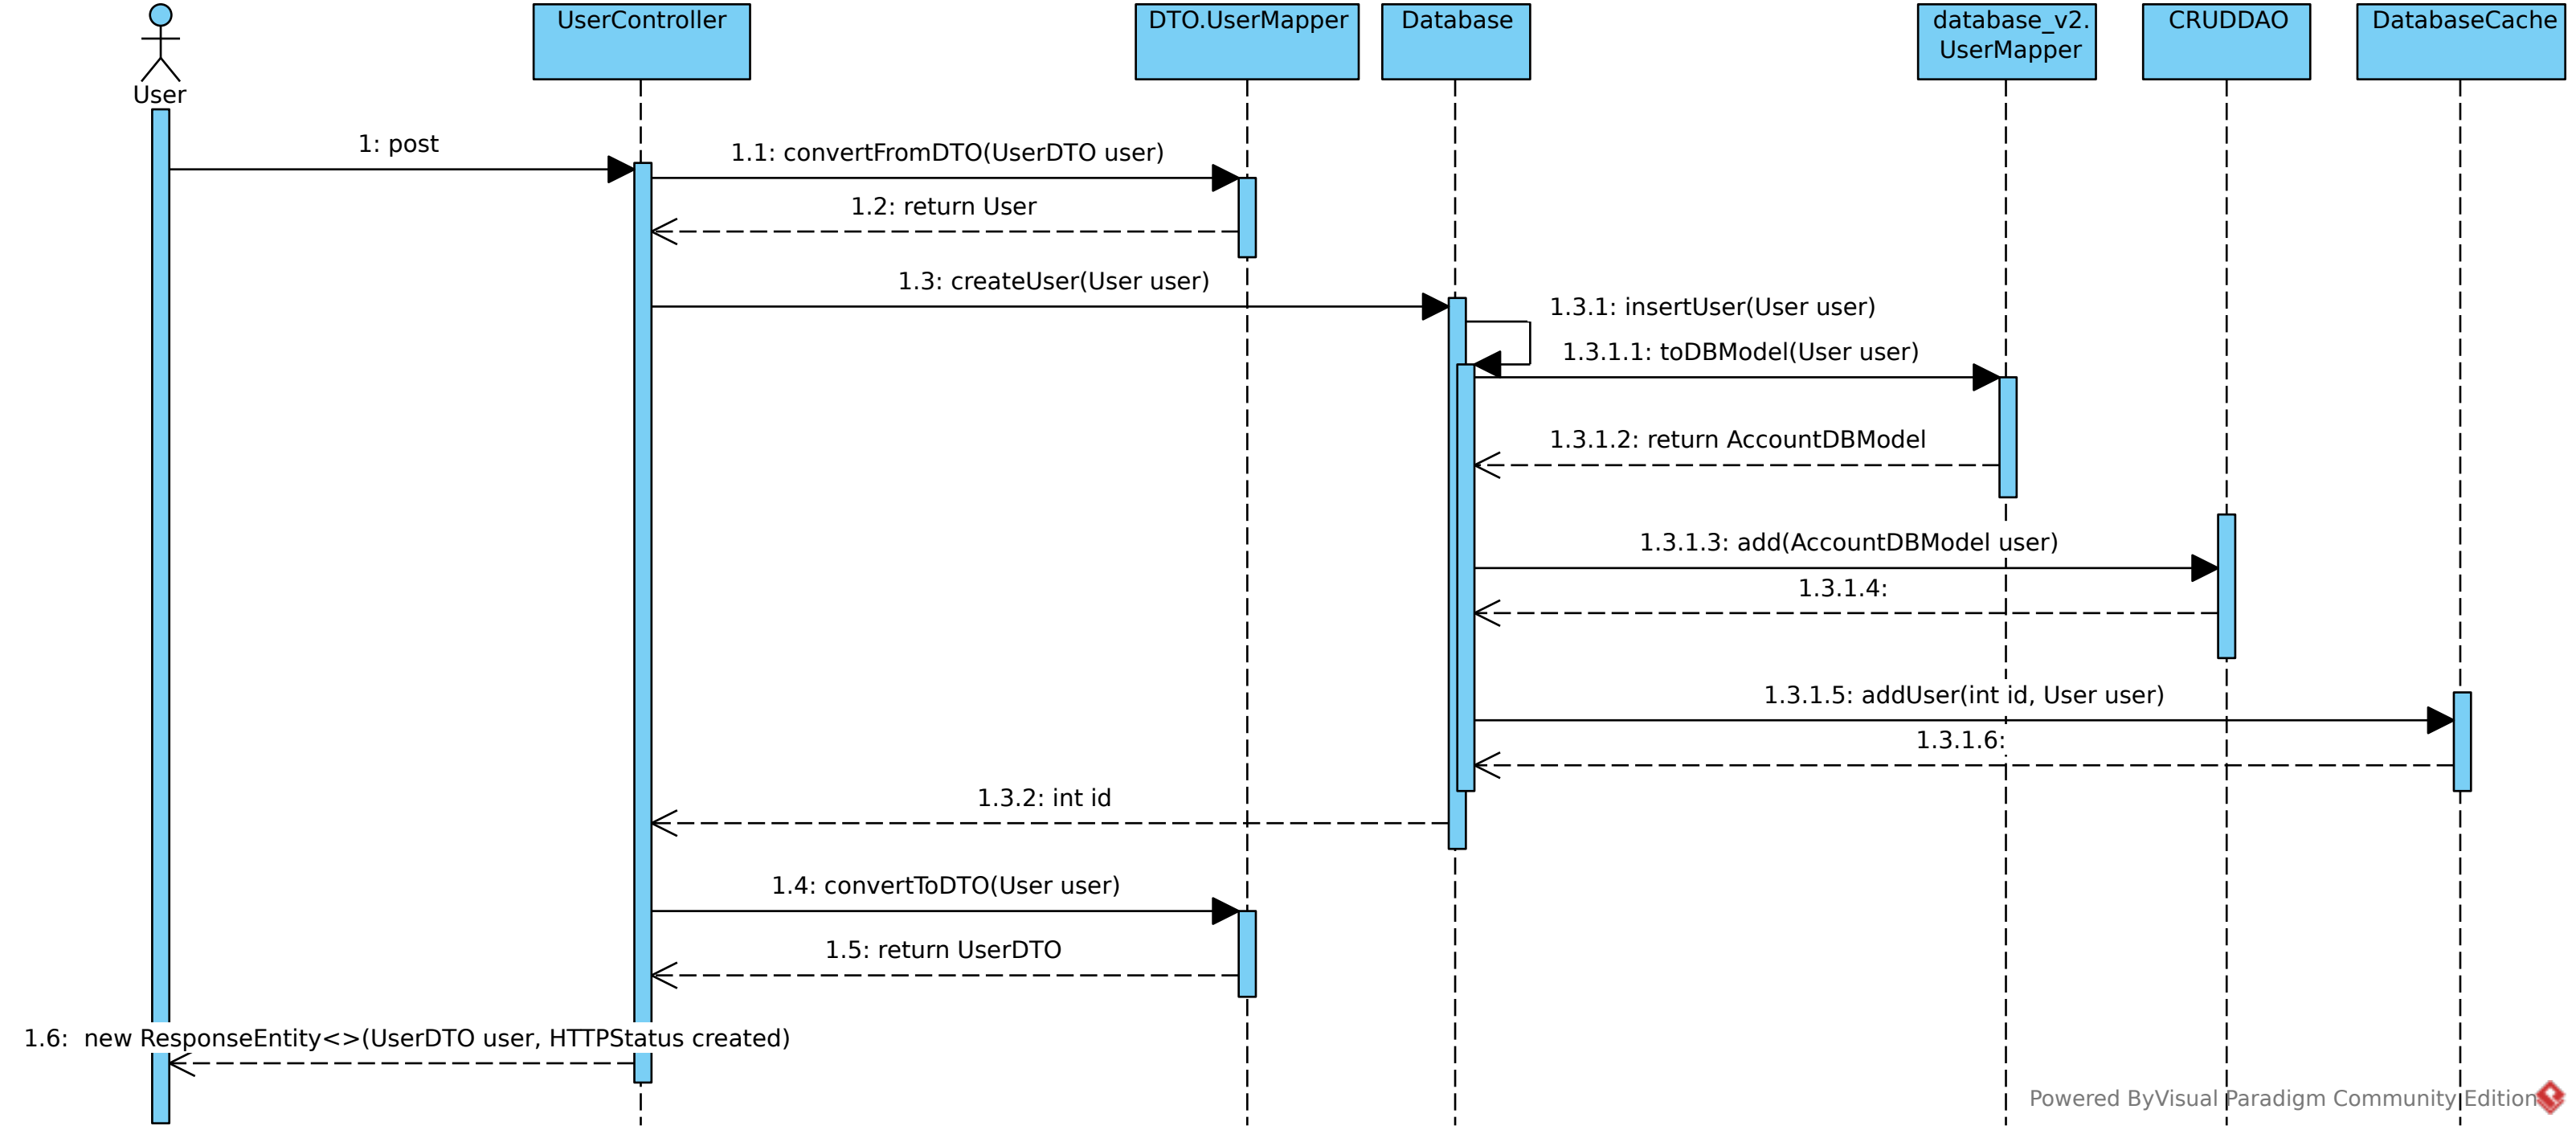 User
UserController
DTO.UserMapper
Database
database_v2.
UserMapper
CRUDDAO
DatabaseCache
1: post
1.1: convertFromDTO(UserDTO user)
1.2: return User
1.3: createUser(User user)
1.3.1: insertUser(User user)
1.3.1.1: toDBModel(User user)
1.3.1.2: return AccountDBModel
1.3.1.3: add(AccountDBModel user)
1.3.1.4:
1.3.1.5: addUser(int id, User user)
1.3.1.6:
1.3.2: int id
1.4: convertToDTO(User user)
1.5: return UserDTO
1.6:  new ResponseEntity<>(UserDTO user, HTTPStatus created)
Powered ByVisual Paradigm Community Edition